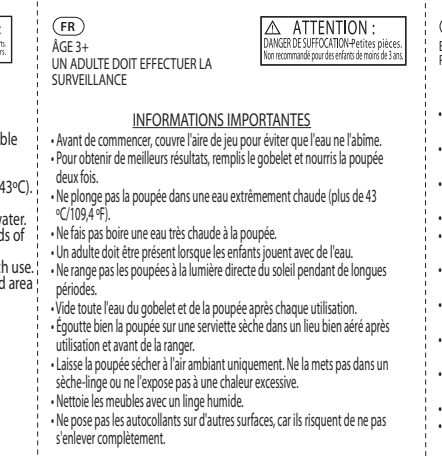 rs.
ble
43ºC).
water.
ds of
ch use.
d area
FR
ÂGE 3+
UN ADULTE DOIT EFFECTUER LA
SURVEILLANCE
ATTENTION :
DANGER DE SUFFOCATION-Petites pièces.
Non recommandé pour des enfants de moins de 3 ans.
INFORMATIONS IMPORTANTES
• Avant de commencer, couvre l'aire de jeu pour éviter que l'eau ne l'abîme.
• Pour obtenir de meilleurs résultats, remplis le gobelet et nourris la poupée
deux fois.
• Ne plonge pas la poupée dans une eau extrêmement chaude (plus de 43
ºC/109,4 ºF).
• Ne fais pas boire une eau très chaude à la poupée.
• Un adulte doit être présent lorsque les enfants jouent avec de l'eau.
• Ne range pas les poupées à la lumière directe du soleil pendant de longues
périodes.
• Vide toute l'eau du gobelet et de la poupée après chaque utilisation.
• Égoutte bien la poupée sur une serviette sèche dans un lieu bien aéré après
utilisation et avant de la ranger.
• Laisse la poupée sécher à l'air ambiant uniquement. Ne la mets pas dans un
sèche-linge ou ne l'expose pas à une chaleur excessive.
• Nettoie les meubles avec un linge humide.
• Ne pose pas les autocollants sur d'autres surfaces, car ils risquent de ne pas
s'enlever complètement.